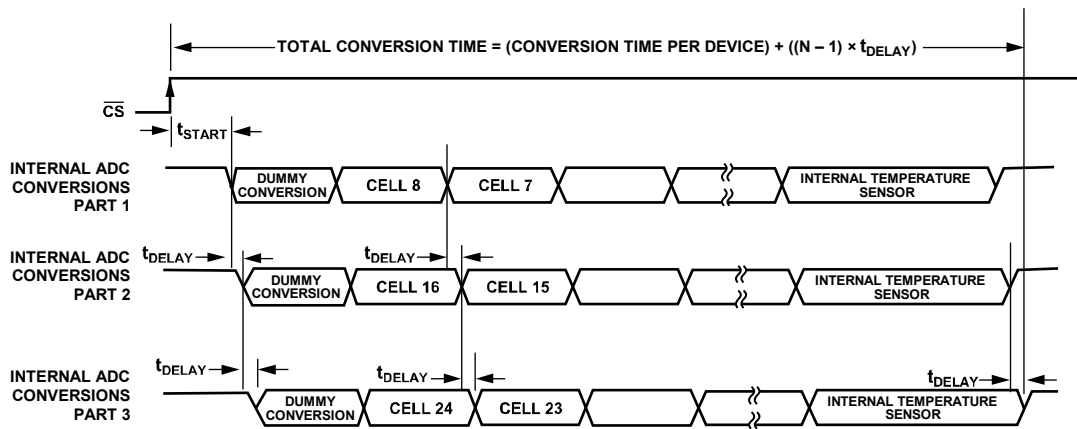 TOTAL CONVERSION TIME = (CONVERSION TIME PER DEVICE) + ((N – 1) × tDELAY)
CS
tSTART
INTERNAL ADC
CONVERSIONS
PART 1
DUMMY
CONVERSION
CELL 8
CELL 7
INTERNAL TEMPERATURE
SENSOR
INTERNAL ADC
CONVERSIONS
PART 2
tDELAY
DUMMY
CONVERSION
tDELAY
CELL 16
CELL 15
INTERNAL TEMPERATURE
SENSOR
INTERNAL ADC
CONVERSIONS
PART 3
tDELAY
DUMMY
CONVERSION
tDELAY
CELL 24
CELL 23
tDELAY
INTERNAL TEMPERATURE
SENSOR